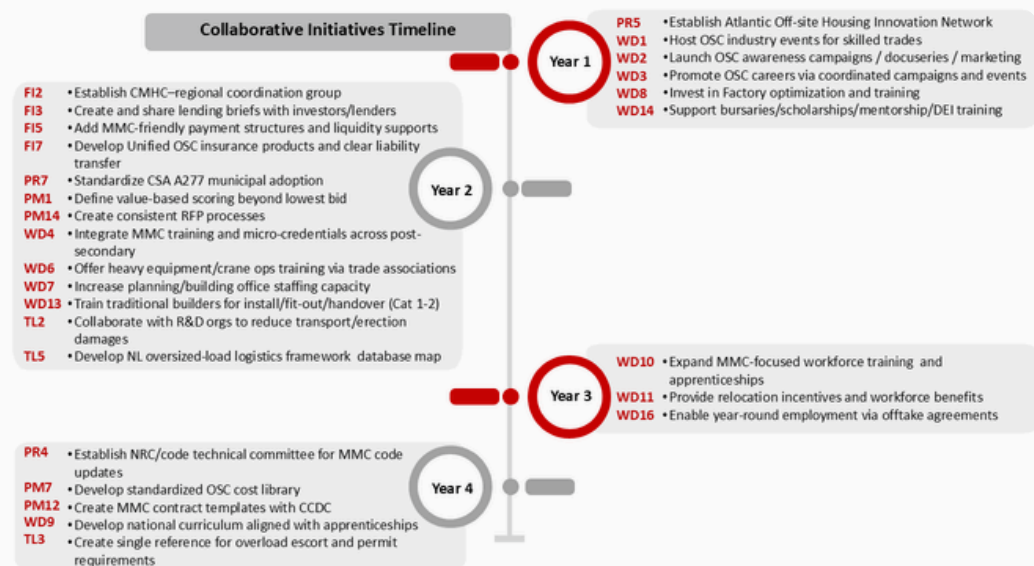 Collaborative Initiatives Timeline
Year 1
PR5 •Establish Atlantic Off-site Housing Innovation Network
WD1 •Host OSC industry events for skilled trades
WD2 •Launch OSC awareness campaigns / docuseries / marketing
WD3 •Promote OSC careers via coordinated campaigns and events
WD8 •Invest in Factory optimization and training
WD14 •Support bursaries/scholarships/mentorship/DEI training
Year 2
FI2 •Establish CMHC–regional coordination group
FI3 •Create and share lending briefs with investors/lenders
FI5 •Add MMC-friendly payment structures and liquidity supports
FI7 •Develop Unified OSC insurance products and clear liability
transfer
PR7 •Standardize CSA A277 municipal adoption
PM1 •Define value-based scoring beyond lowest bid
PM14 •Create consistent RFP processes
WD4 •Integrate MMC training and micro-credentials across post-
secondary
WD6 •Offer heavy equipment/crane ops training via trade associations
WD7 •Increase planning/building office staffing capacity
WD13 •Train traditional builders for install/fit-out/handover (Cat 1-2)
TL2 •Collaborate with R&D orgs to reduce transport/erection
damages
TL5 •Develop NL oversized-load logistics framework database map
Year 3
WD10 •Expand MMC-focused workforce training and
apprenticeships
WD11 •Provide relocation incentives and workforce benefits
WD16 •Enable year-round employment via offtake agreements
Year 4
PR4 •Establish NRC/code technical committee for MMC code
updates
PM7 •Develop standardized OSC cost library
PM12 •Create MMC contract templates with CCDC
WD9 •Develop national curriculum aligned with apprenticeships
TL3 •Create single reference for overload escort and permit
requirements